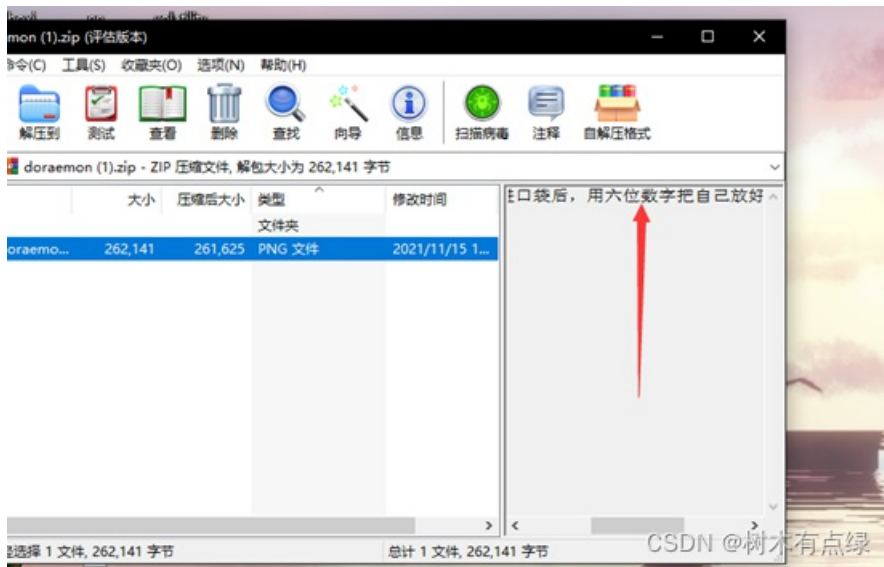 mon (1).zip (评估版本)
命令(C) 工具(S) 收藏夹(O) 选项(N) 帮助(H)
解压到 测试 查看 删除 查找 向导 信息 扫描病毒 注释 自解压格式
doraemon (1).zip - ZIP 压缩文件, 解包大小为 262,141 字节
大小 压缩后大小 类型 修改时间
文件夹
oraemo... 262,141 261,625 PNG 文件 2021/11/15 1...
口袋后，用六位数字把自己放好
选择 1 文件, 262,141 字节 总计 1 文件, 262,141 字节
CSDN @树木有点绿